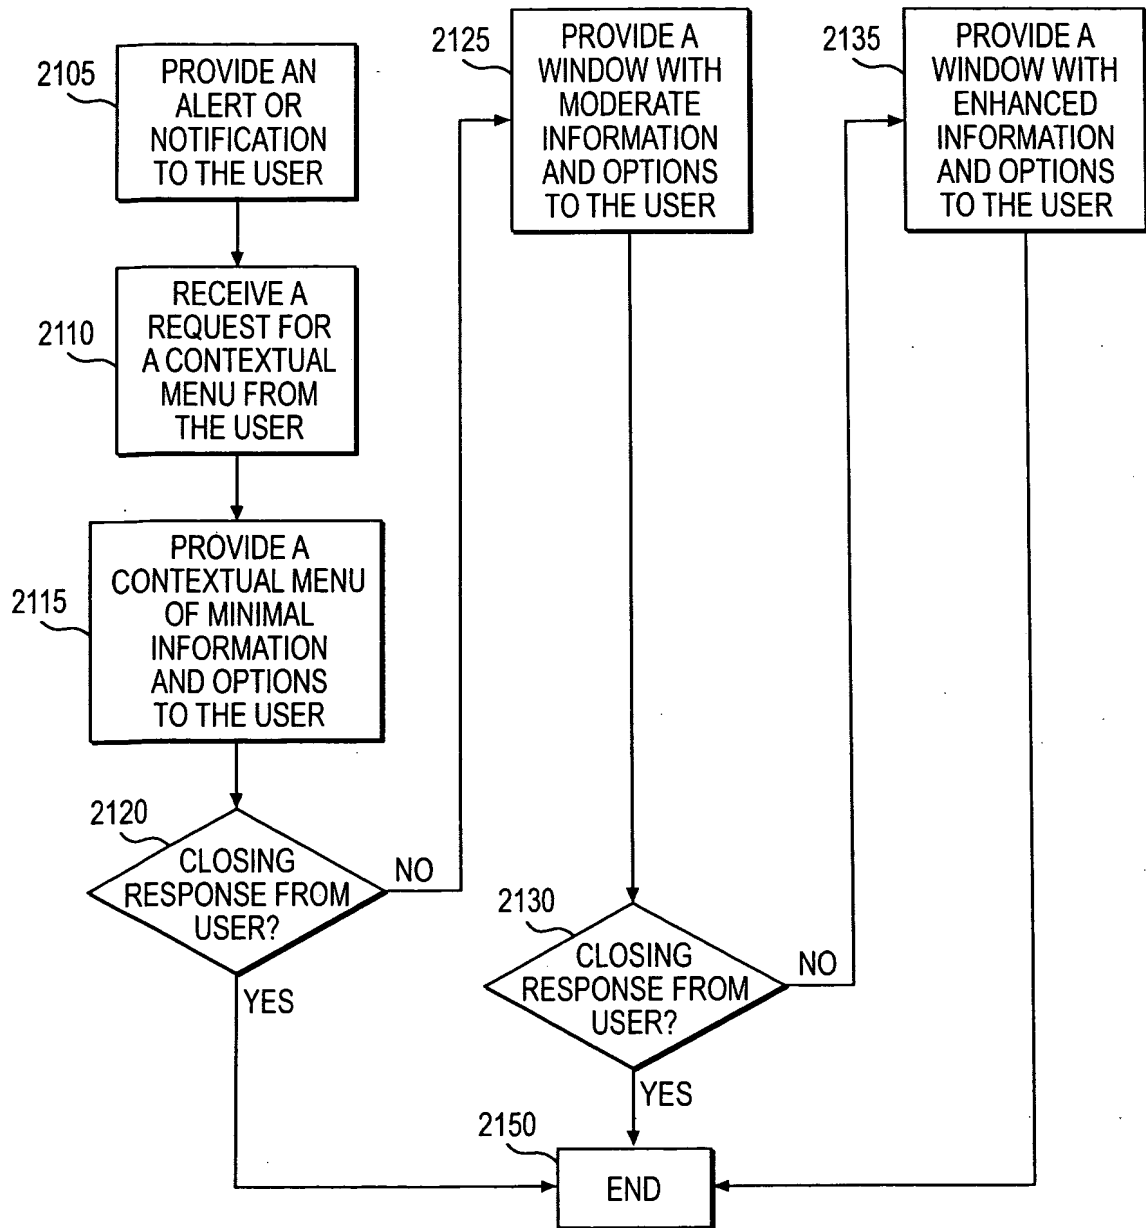 2105
PROVIDE AN
ALERT OR
NOTIFICATION
TO THE USER
2110
RECEIVE A
REQUEST FOR
A CONTEXTUAL
MENU FROM
THE USER
2115
PROVIDE A
CONTEXTUAL MENU
OF MINIMAL
INFORMATION
AND OPTIONS
TO THE USER
2120
CLOSING
RESPONSE FROM
USER?
NO
YES
2125
PROVIDE A
WINDOW WITH
MODERATE
INFORMATION
AND OPTIONS
TO THE USER
2130
CLOSING
RESPONSE FROM
USER?
NO
YES
2135
PROVIDE A
WINDOW WITH
ENHANCED
INFORMATION
AND OPTIONS
TO THE USER
2150
END